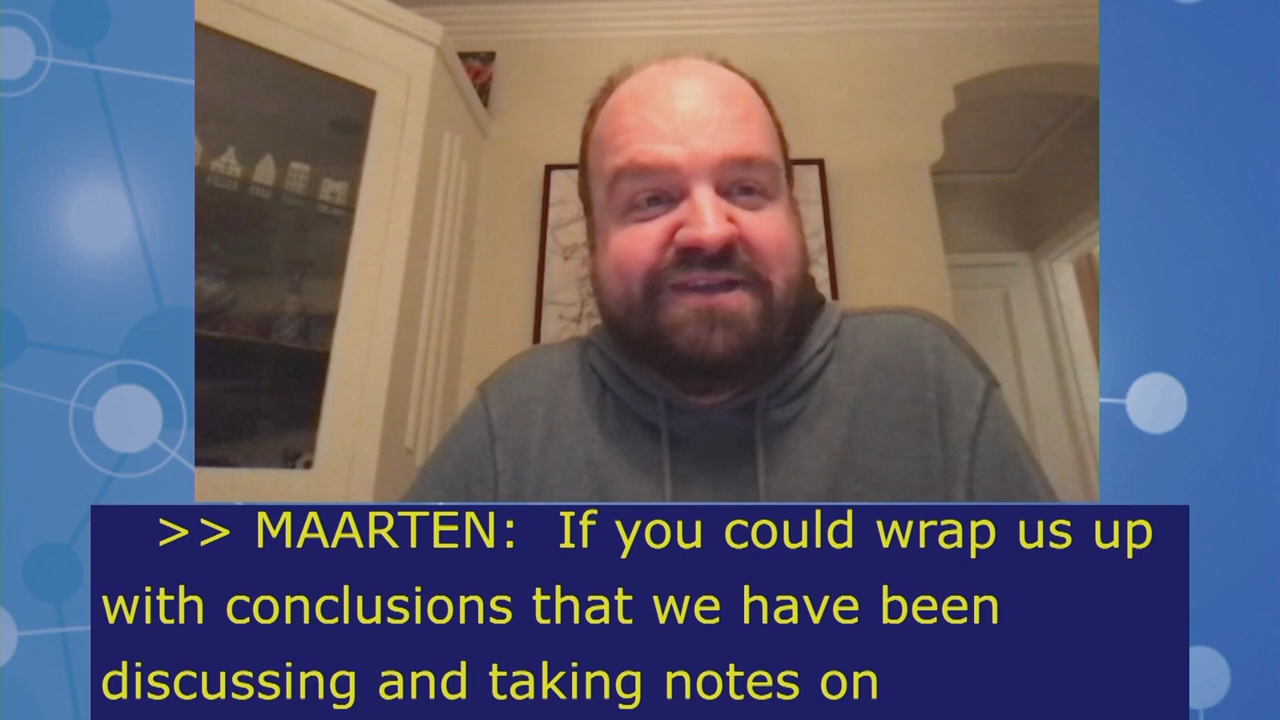 >> MAARTEN: If you could wrap us up
with conclusions that we have been
discussing and taking notes on